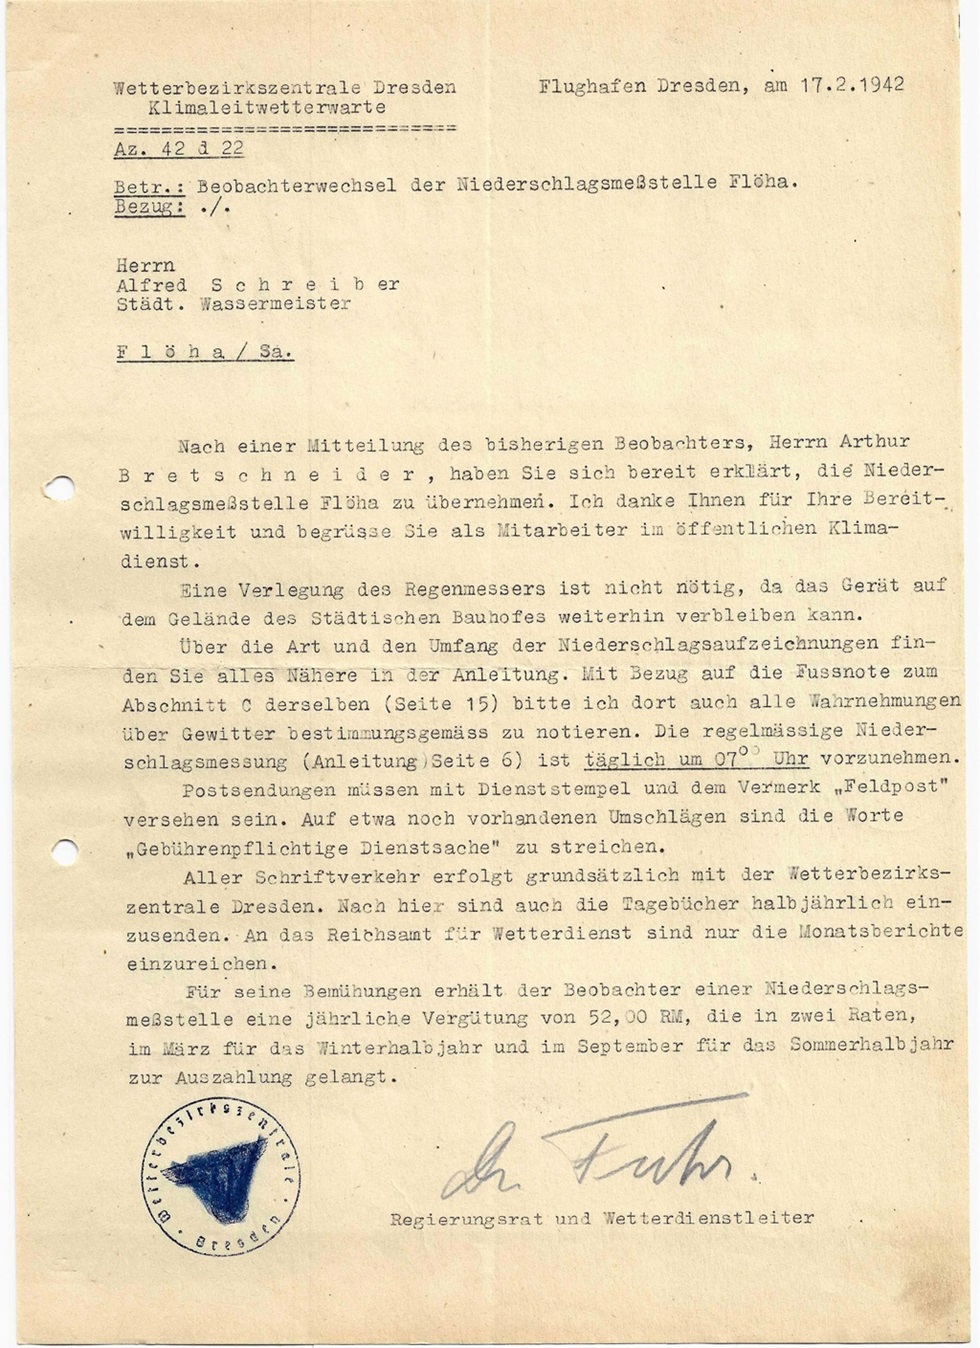 Wetterbezirkszentrale Dresden
Klimaleitwetterwarte
Flughafen Dresden, am 17.2.1942
=============================
Az. 42 d 22
Betr.: Beobachterwechsel der Niederschlagsmeßstelle Flöha.
Bezug: ./.
Herrn
Alfred S c h r e i b er
Städt. Wassermeister
F l ö h a / Sa.
Nach einer Mitteilung des bisherigen Beobachters, Herrn Arthur
B r e t s c h n e i d e r , haben Sie sich bereit erklärt, die Nieder-
schlagsmeßstelle Flöha zu übernehmen. Ich danke Ihnen für Ihre Bereit-
willigkeit und begrüsse Sie als Mitarbeiter im öffentlichen Klima-
dienst.
Eine Verlegung des Regenmessers ist nicht nötig, da das Gerät auf
dem Gelände des Städtischen Bauhofes weiterhin verbleiben kann.
Über die Art und den Umfang der Niederschlagsaufzeichnungen fin-
den Sie alles Nähere in der Anleitung. Mit Bezug auf die Fussnote zum
Abschnitt C derselben (Seite 15) bitte ich dort auch alle Wahrnehmungen
über Gewitter bestimmungsgemäss zu notieren. Die regelmässige Nieder-
schlagsmessung (Anleitung)Seite 6) ist täglich um 07⁰⁰ Uhr vorzunehmen.
Postsendungen müssen mit Dienststempel und dem Vermerk „Feldpost"
versehen sein. Auf etwa noch vorhandenen Umschlägen sind die Worte
„Gebührenpflichtige Dienstsache" zu streichen.
Aller Schriftverkehr erfolgt grundsätzlich mit der Wetterbezirks-
zentrale Dresden. Nach hier sind auch die Tagebücher halbjährlich ein-
zusenden. An das Reichsamt für Wetterdienst sind nur die Monatsberichte
einzureichen.
Für seine Bemühungen erhält der Beobachter einer Niederschlags-
meßstelle eine jährliche Vergütung von 52,00 RM, die in zwei Raten,
im März für das Winterhalbjahr und im September für das Sommerhalbjahr
zur Auszahlung gelangt.
Wetterbezirkszentrale
· Dresden ·
Dr. Fuhr.
Regierungsrat und Wetterdienstleiter